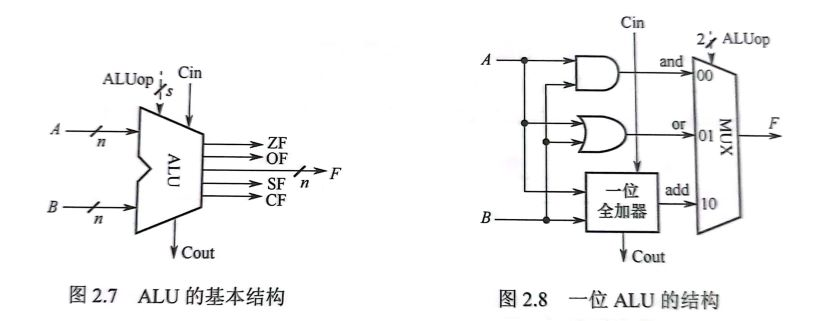 ALUop
s
Cin
A
n
B
n
ALU
ZF
OF
F
n
SF
CF
Cout
图 2.7 ALU 的基本结构
Cin
2
ALUop
A
and
00
or
01
MUX
F
一位
全加器
add
10
B
Cout
图 2.8 一位 ALU 的结构